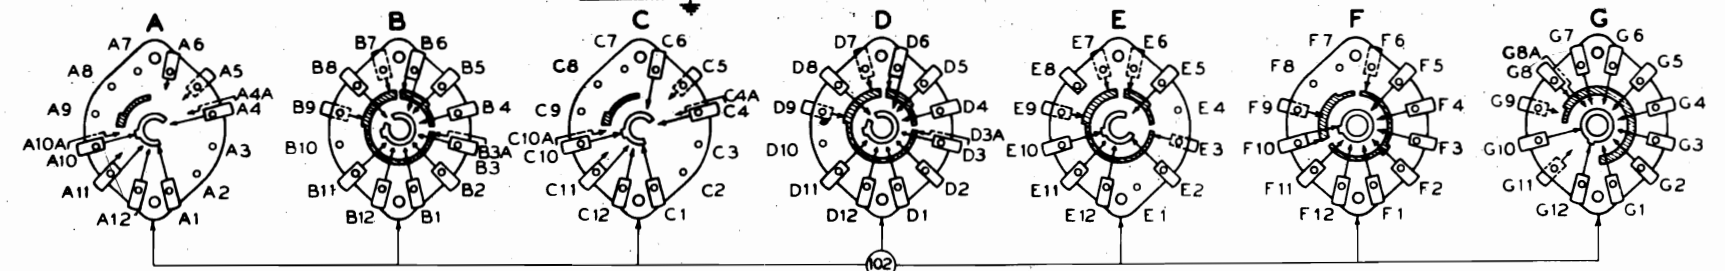 A B C D E F G
A7 A6 A5 A4A A4 A3 A2 A1 A12 A11 A10 A10A A9 A8
B7 B6 B5 B4 B3A B3 B2 B1 B12 B11 B10 B9 B8
C7 C6 C5 C4A C4 C3 C2 C1 C12 C11 C10 C10A C9 C8
D7 D6 D5 D4 D3A D3 D2 D1 D12 D11 D10 D9 D8
E7 E6 E5 E4 E3 E2 E1 E12 E11 E10 E9 E8
F7 F6 F5 F4 F3 F2 F1 F12 F11 F10 F9 F8
G7 G6 G5 G4 G3 G2 G1 G12 G11 G10 G9 G8 G8A
102